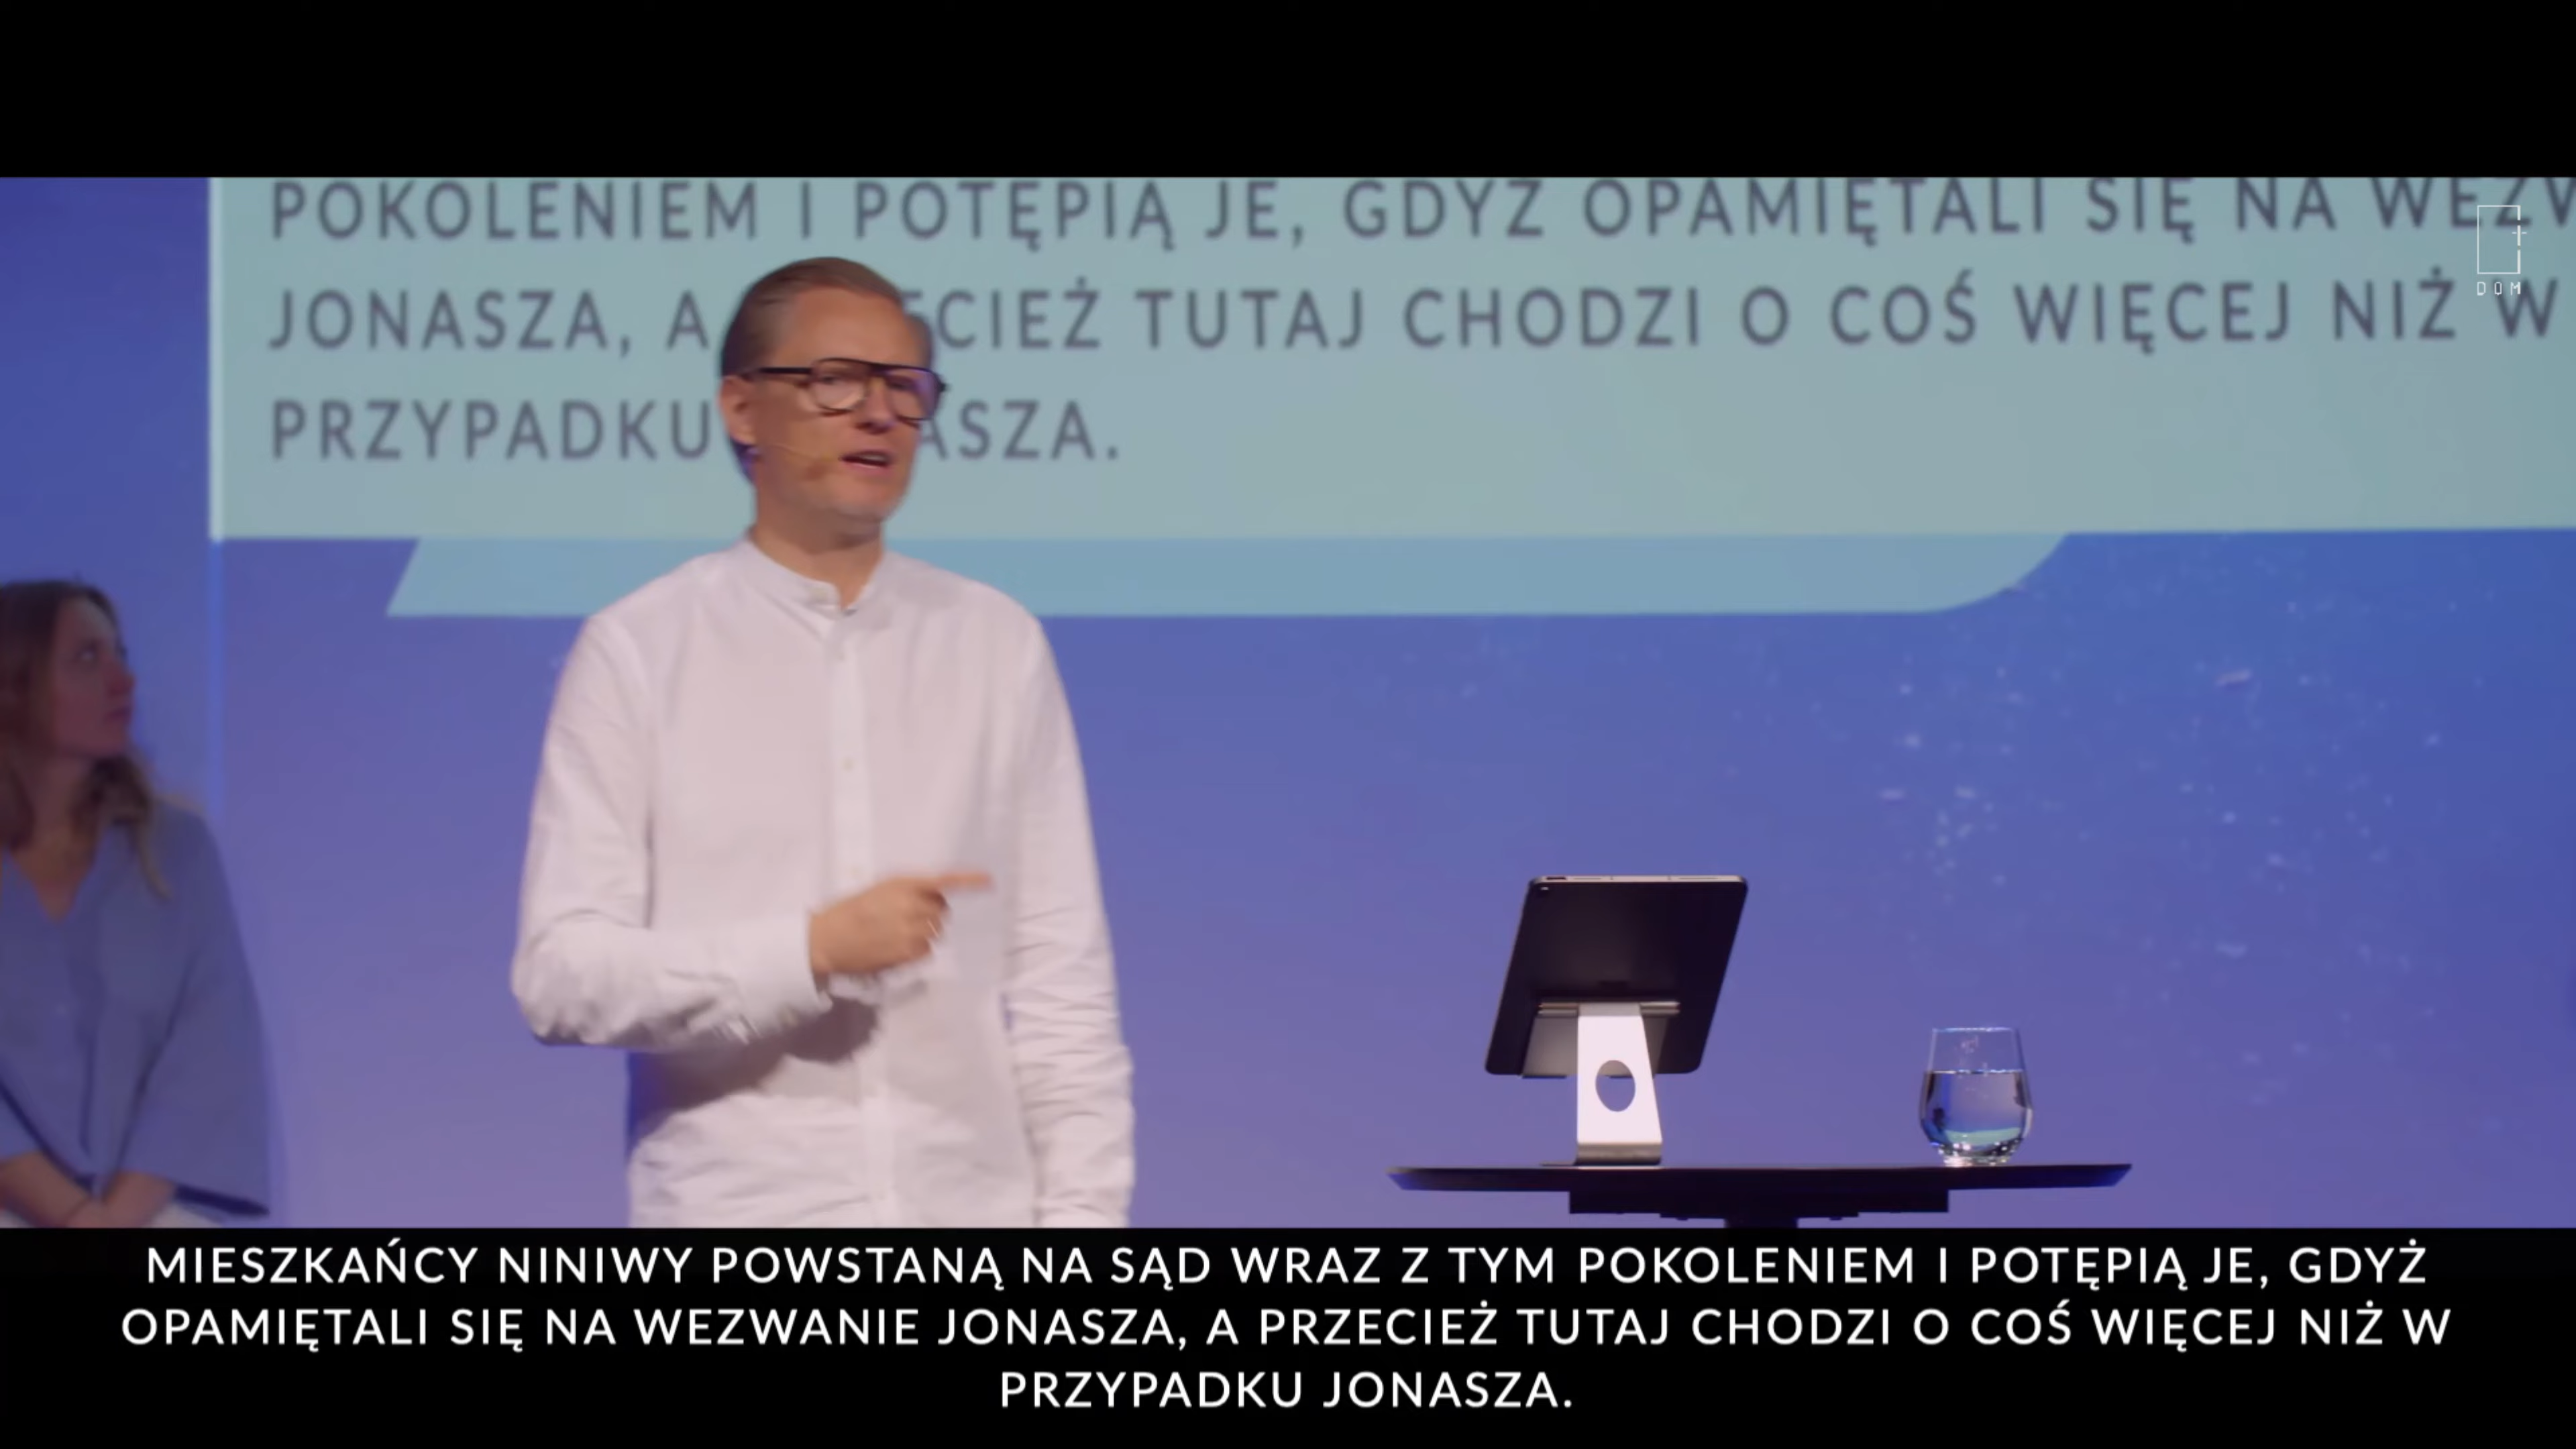 POKOLENIEM I POTĘPIĄ JE, GDYŻ OPAMIĘTALI SIĘ NA
JONASZA, A TUTAJ CHODZI O COŚ WIĘCEJ NIŻ W
PRZYPADKU
DOM
MIESZKAŃCY NINIWY POWSTANĄ NA SĄD WRAZ Z TYM POKOLENIEM I POTĘPIĄ JE, GDYŻ
OPAMIĘTALI SIĘ NA WEZWANIE JONASZA, A PRZECIEŻ TUTAJ CHODZI O COŚ WIĘCEJ NIŻ W
PRZYPADKU JONASZA.